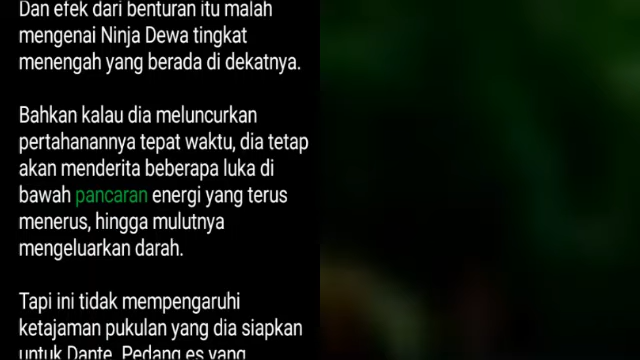 Dan efek dari benturan itu malah
mengenai Ninja Dewa tingkat
menengah yang berada di dekatnya.
Bahkan kalau dia meluncurkan
pertahanannya tepat waktu, dia tetap
akan menderita beberapa luka di
bawah pancaran energi yang terus
menerus, hingga mulutnya
mengeluarkan darah.
Tapi ini tidak mempengaruhi
ketajaman pukulan yang dia siapkan
untuk Dante. Pedang es yang